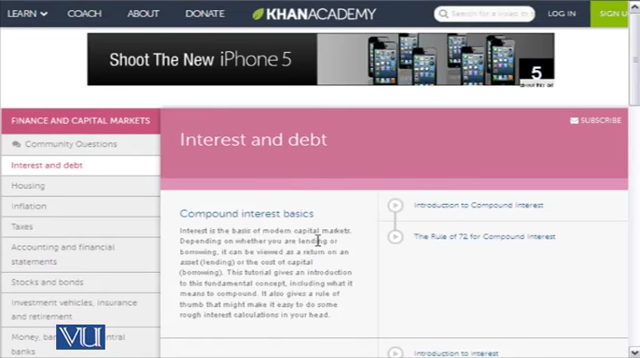 LEARN COACH ABOUT DONATE KHANACADEMY Search for a video or LOG IN SIGN U
Shoot The New iPhone 5
5
about this ad
FINANCE AND CAPITAL MARKETS
SUBSCRIBE
Community Questions
Interest and debt
Housing
Inflation
Taxes
Accounting and financial
statements
Stocks and bonds
Investment vehicles, insurance
and retirement
Money, ban tral
banks
VU
Interest and debt
Compound interest basics
Interest is the basis of modern capital markets.
Depending on whether you are lending or
borrowing, it can be viewed as a return on an
asset (lending) or the cost of capital
(borrowing). This tutorial gives an introduction
to this fundamental concept, including what it
means to compound. It also gives a rule of
thumb that might make it easy to do some
rough interest calculations in your head.
Introduction to Compound Interest
The Rule of 72 for Compound Interest
Introduction to Interest